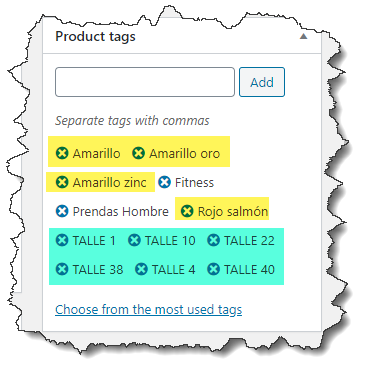 Product tags
Add
Separate tags with commas
Amarillo Amarillo oro
Amarillo zinc Fitness
Prendas Hombre Rojo salmón
TALLE 1 TALLE 10 TALLE 22
TALLE 38 TALLE 4 TALLE 40
Choose from the most used tags